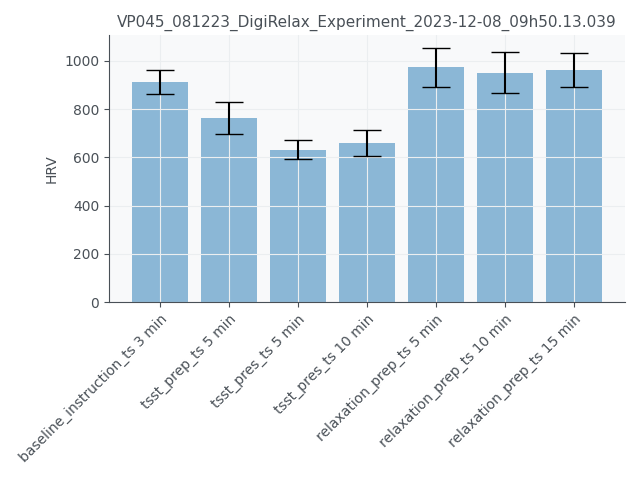 VP045_081223_DigiRelax_Experiment_2023-12-08_09h50.13.039
1000
800
600
400
200
0
HRV
baseline_instruction_ts 3 min
tsst_prep_ts 5 min
tsst_pres_ts 5 min
tsst_pres_ts 10 min
relaxation_prep_ts 5 min
relaxation_prep_ts 10 min
relaxation_prep_ts 15 min